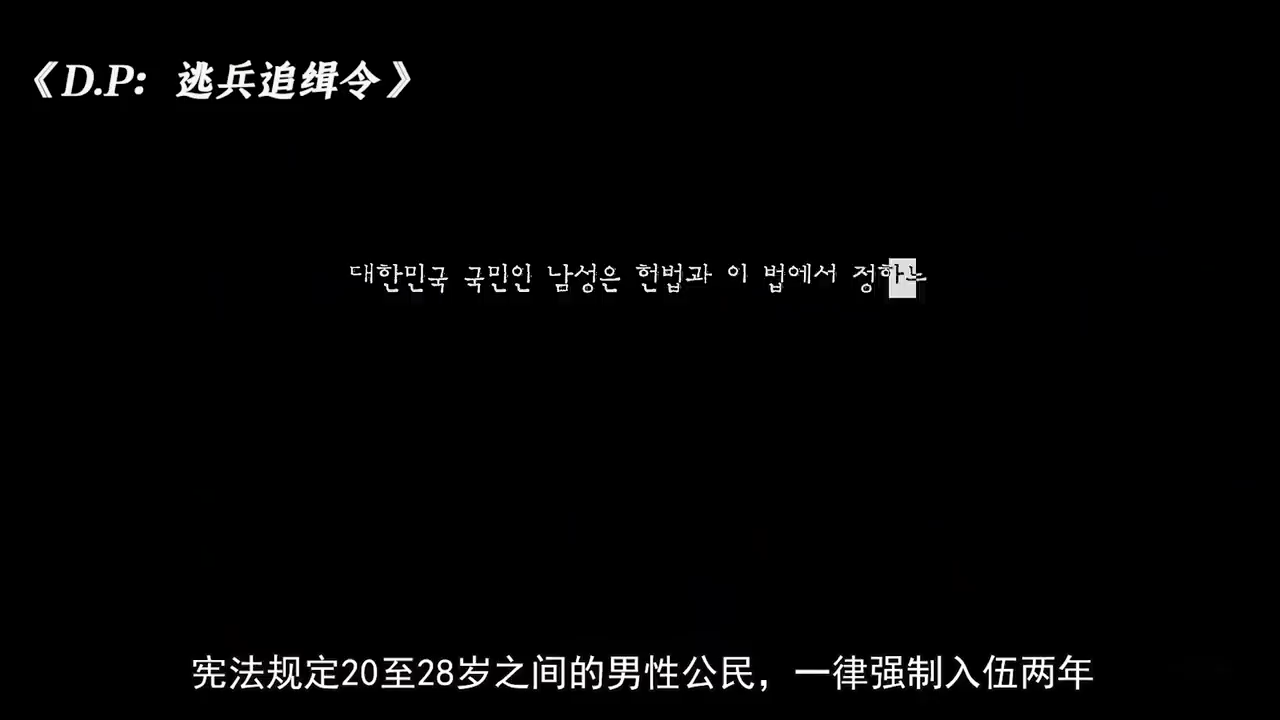 《D.P：逃兵追缉令》
대한민국 국민인 남성은 헌법과 이 법에서 정하는
宪法规定20至28岁之间的男性公民，一律强制入伍两年